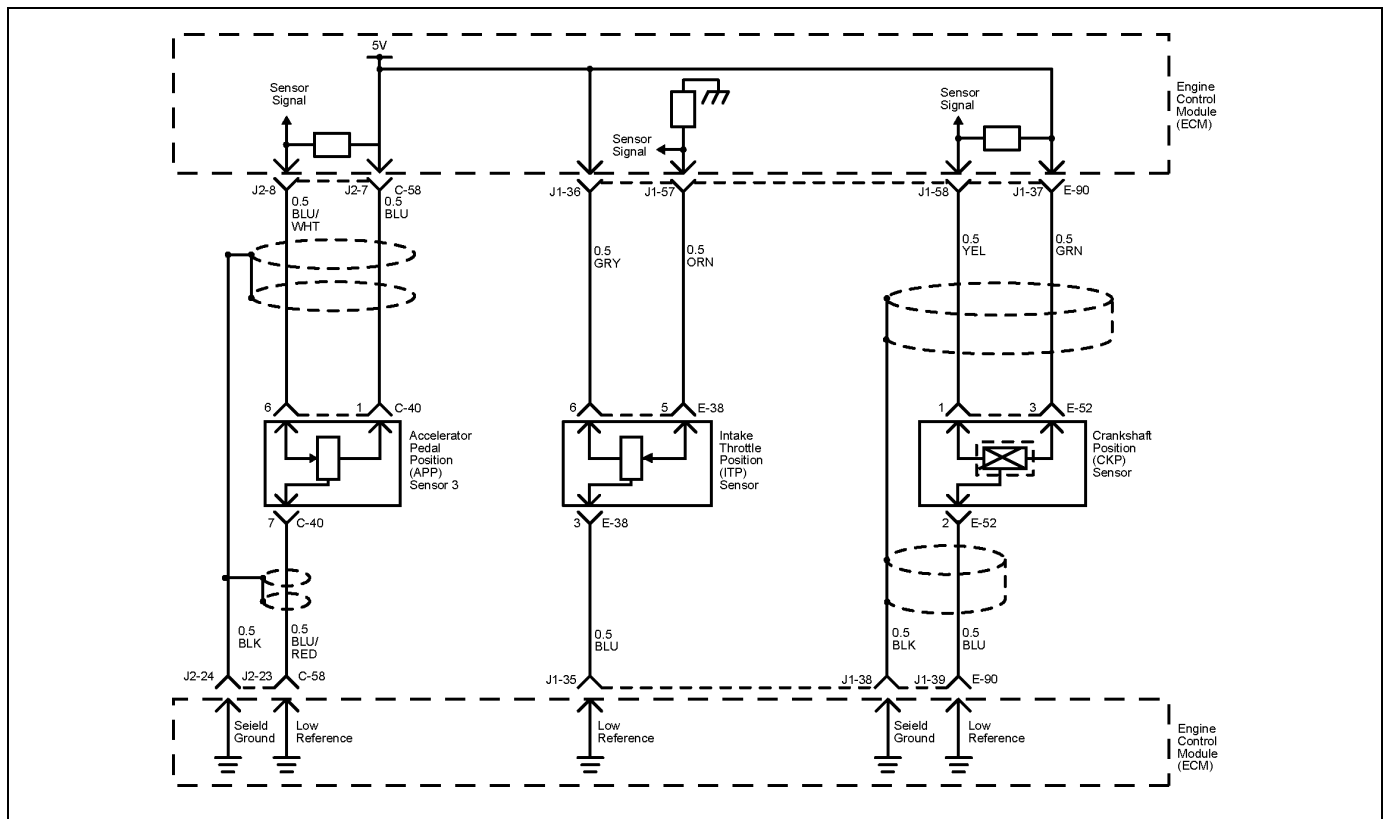 5V
Sensor
Signal
Sensor
Signal
Sensor
Signal
Engine
Control
Module
(ECM)
J2-8
J2-7
C-58
J1-36
J1-57
J1-58
J1-37
E-90
0.5
BLU/
WHT
0.5
BLU
0.5
GRY
0.5
ORN
0.5
YEL
0.5
GRN
6
1
C-40
6
5
E-38
1
3
E-52
Accelerator
Pedal
Position
(APP)
Sensor 3
Intake
Throttle
Position
(ITP)
Sensor
Crankshaft
Position
(CKP)
Sensor
7
C-40
3
E-38
2
E-52
0.5
BLK
0.5
BLU/
RED
0.5
BLU
0.5
BLK
0.5
BLU
J2-24
J2-23
C-58
J1-35
J1-38
J1-39
E-90
Seield
Ground
Low
Reference
Low
Reference
Seield
Ground
Low
Reference
Engine
Control
Module
(ECM)